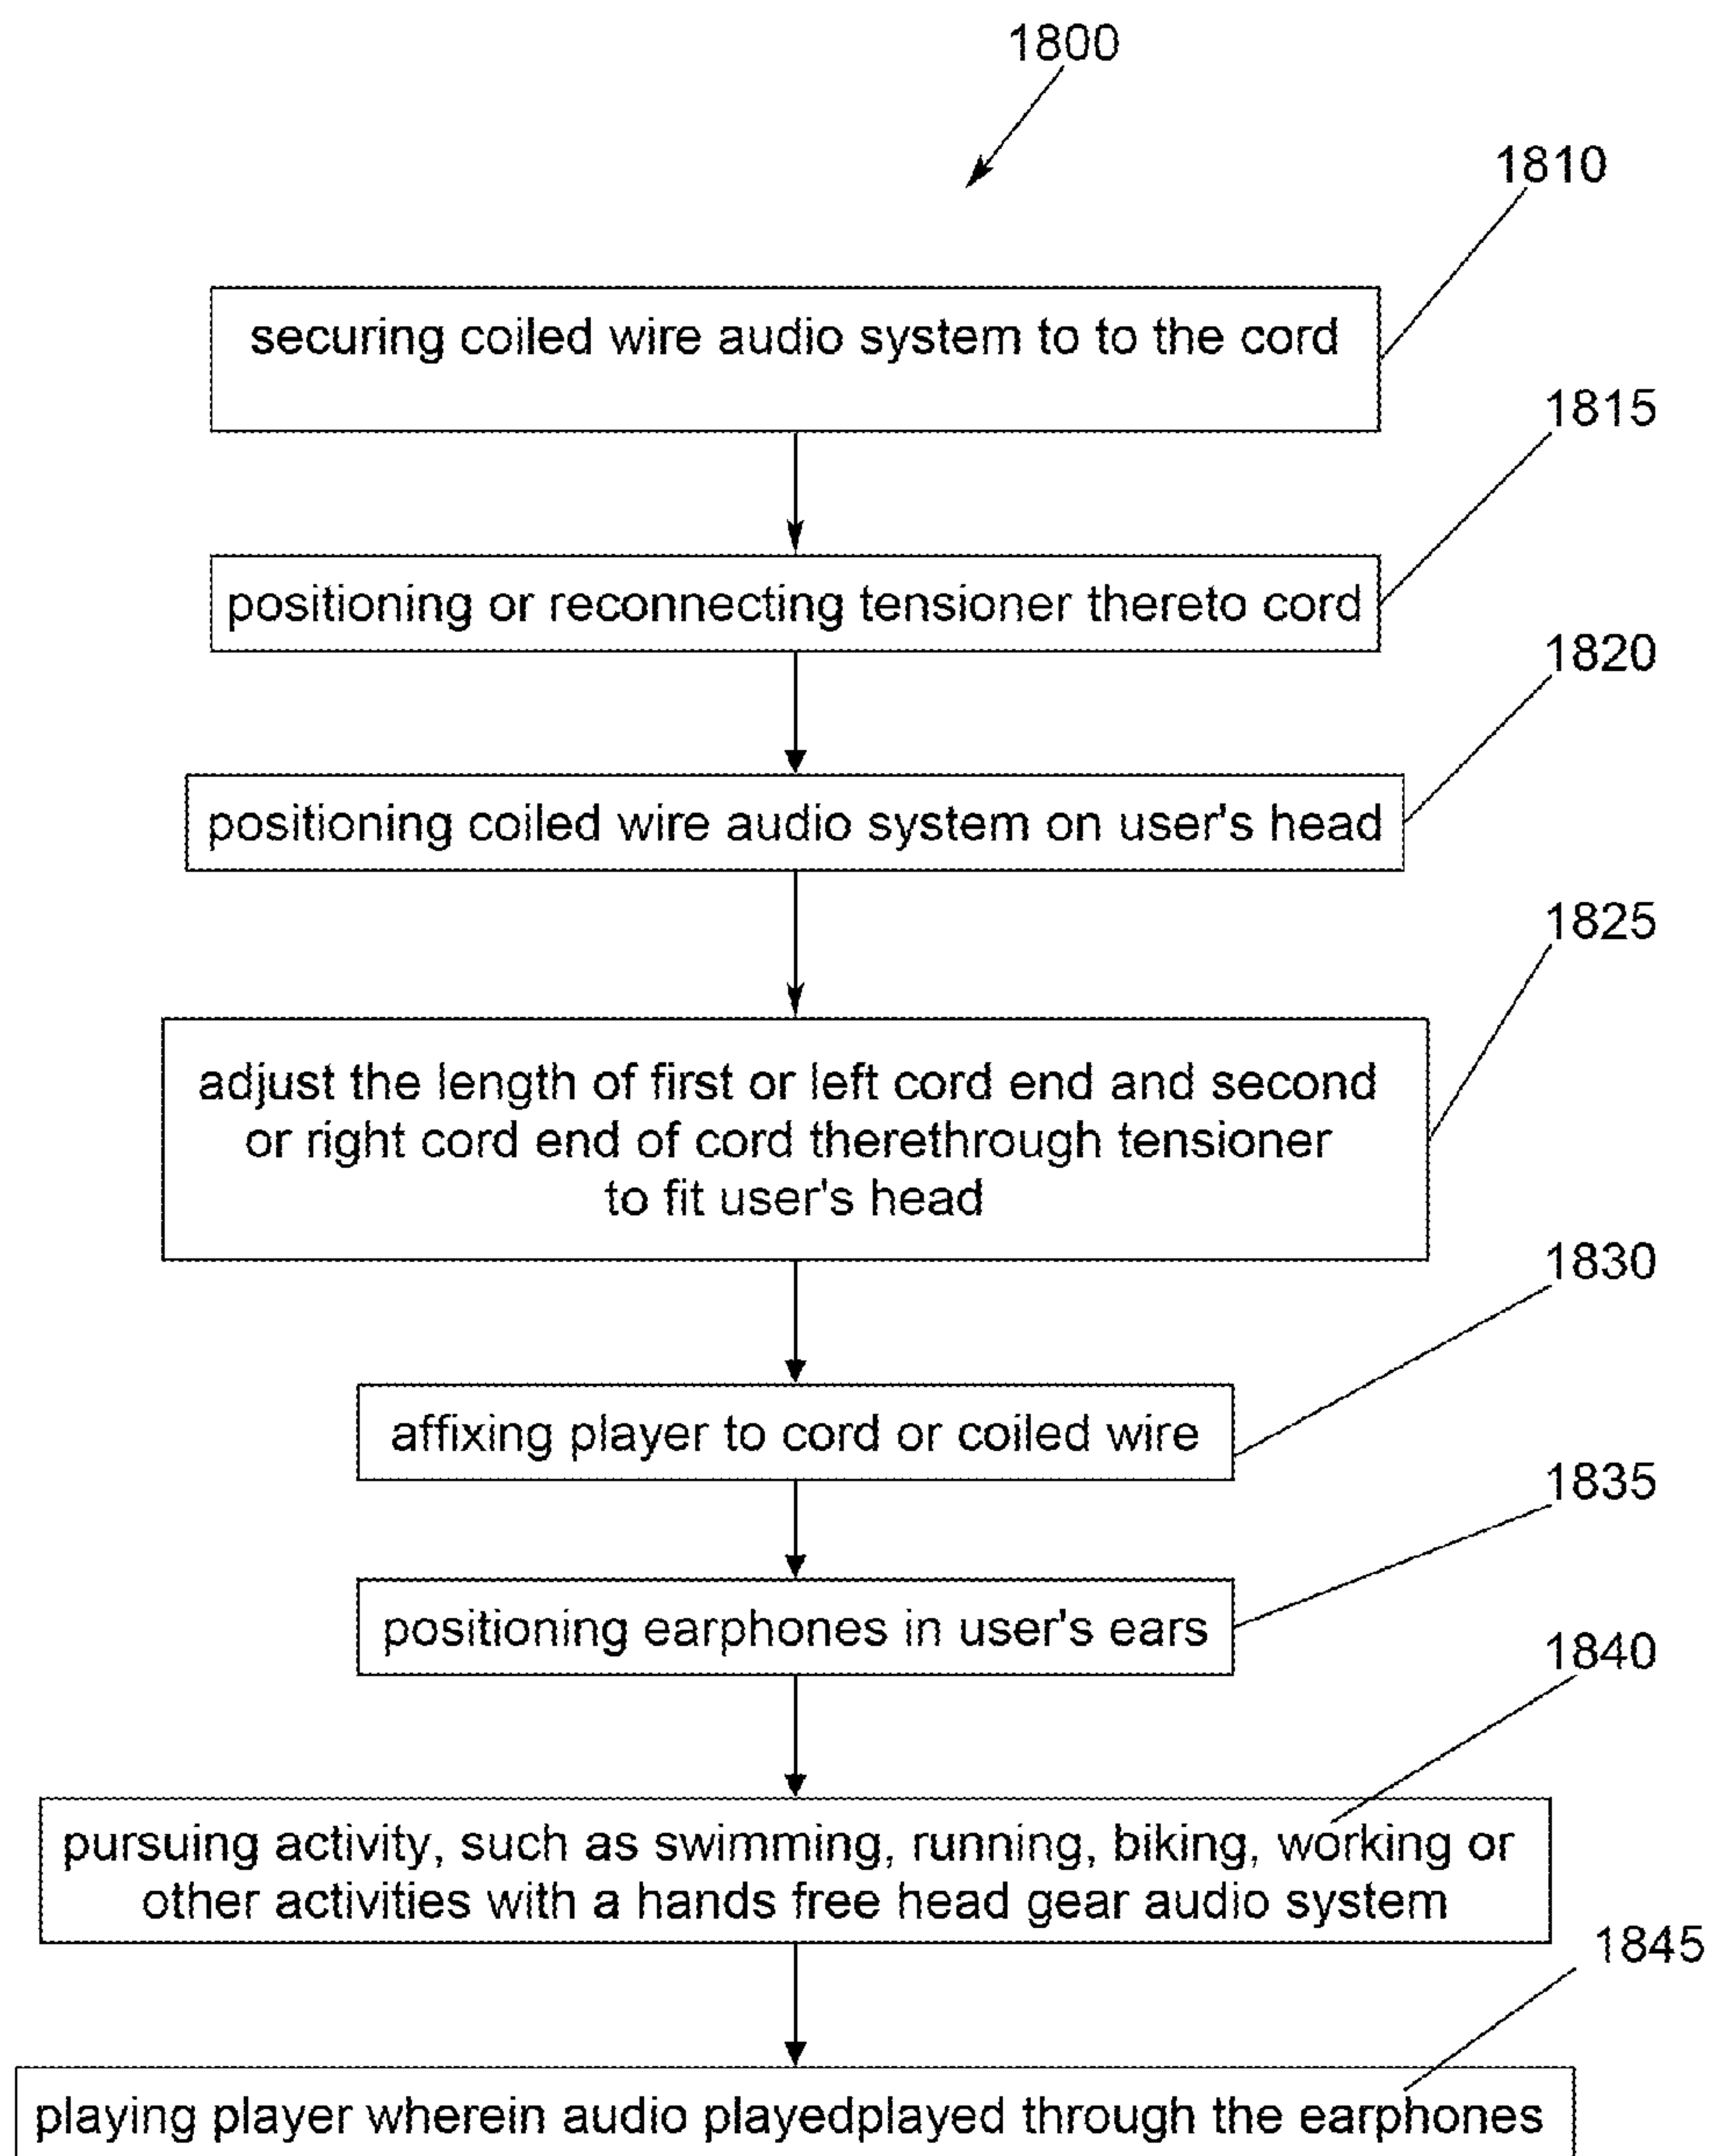 1800
1810
securing coiled wire audio system to to the cord
1815
positioning or reconnecting tensioner thereto cord
1820
positioning coiled wire audio system on user's head
1825
adjust the length of first or left cord end and second
or right cord end of cord therethrough tensioner
to fit user's head
1830
affixing player to cord or coiled wire
1835
positioning earphones in user's ears
1840
pursuing activity, such as swimming, running, biking, working or
other activities with a hands free head gear audio system
1845
playing player wherein audio playedplayed through the earphones